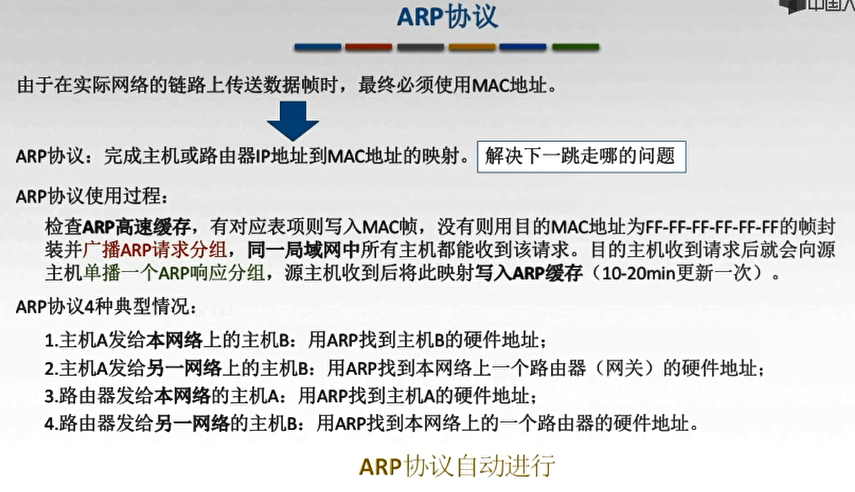 中国人
ARP协议
由于在实际网络的链路上传送数据帧时，最终必须使用MAC地址。
ARP协议：完成主机或路由器IP地址到MAC地址的映射。 解决下一跳走哪的问题
ARP协议使用过程：
检查ARP高速缓存，有对应表项则写入MAC帧，没有则用目的MAC地址为FF-FF-FF-FF-FF-FF的帧封
装并广播ARP请求分组，同一局域网中所有主机都能收到该请求。目的主机收到请求后就会向源
主机单播一个ARP响应分组，源主机收到后将此映射写入ARP缓存（10-20min更新一次）。
ARP协议4种典型情况：
1.主机A发给本网络上的主机B：用ARP找到主机B的硬件地址；
2.主机A发给另一网络上的主机B：用ARP找到本网络上一个路由器（网关）的硬件地址；
3.路由器发给本网络的主机A：用ARP找到主机A的硬件地址；
4.路由器发给另一网络的主机B：用ARP找到本网络上的一个路由器的硬件地址。
ARP协议自动进行